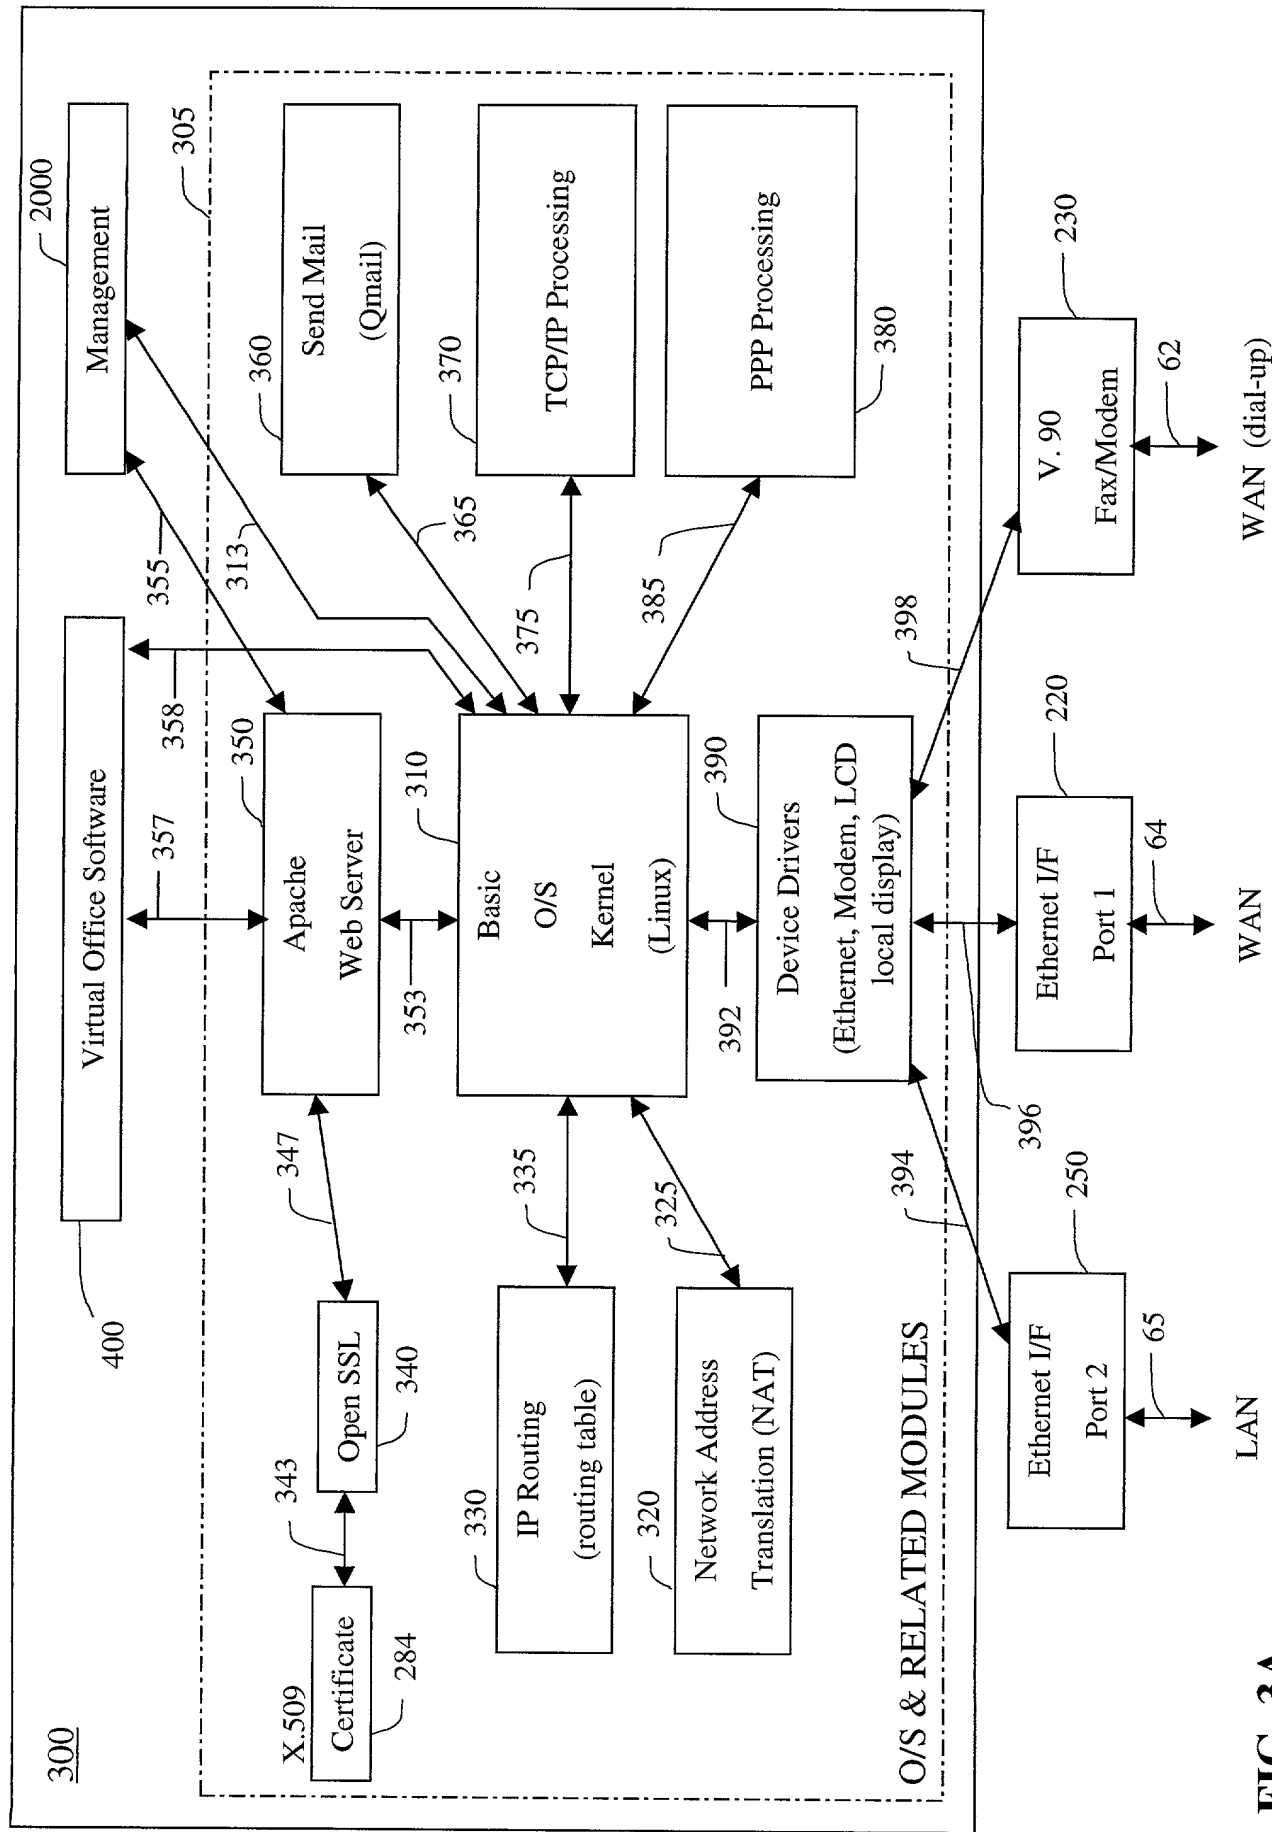 300
400
Virtual Office Software
2000
Management
357
358
355
313
305
X.509
Certificate
284
343
Open SSL
340
347
350
Apache
Web Server
353
360
Send Mail
(Qmail)
365
330
IP Routing
(routing table)
335
310
Basic
O/S
Kernel
(Linux)
370
TCP/IP Processing
375
320
Network Address
Translation (NAT)
325
385
PPP Processing
380
392
390
Device Drivers
(Ethernet, Modem, LCD
local display)
O/S & RELATED MODULES
394
396
398
250
Ethernet I/F
Port 2
65
LAN
220
Ethernet I/F
Port 1
64
WAN
230
V. 90
Fax/Modem
62
WAN (dial-up)